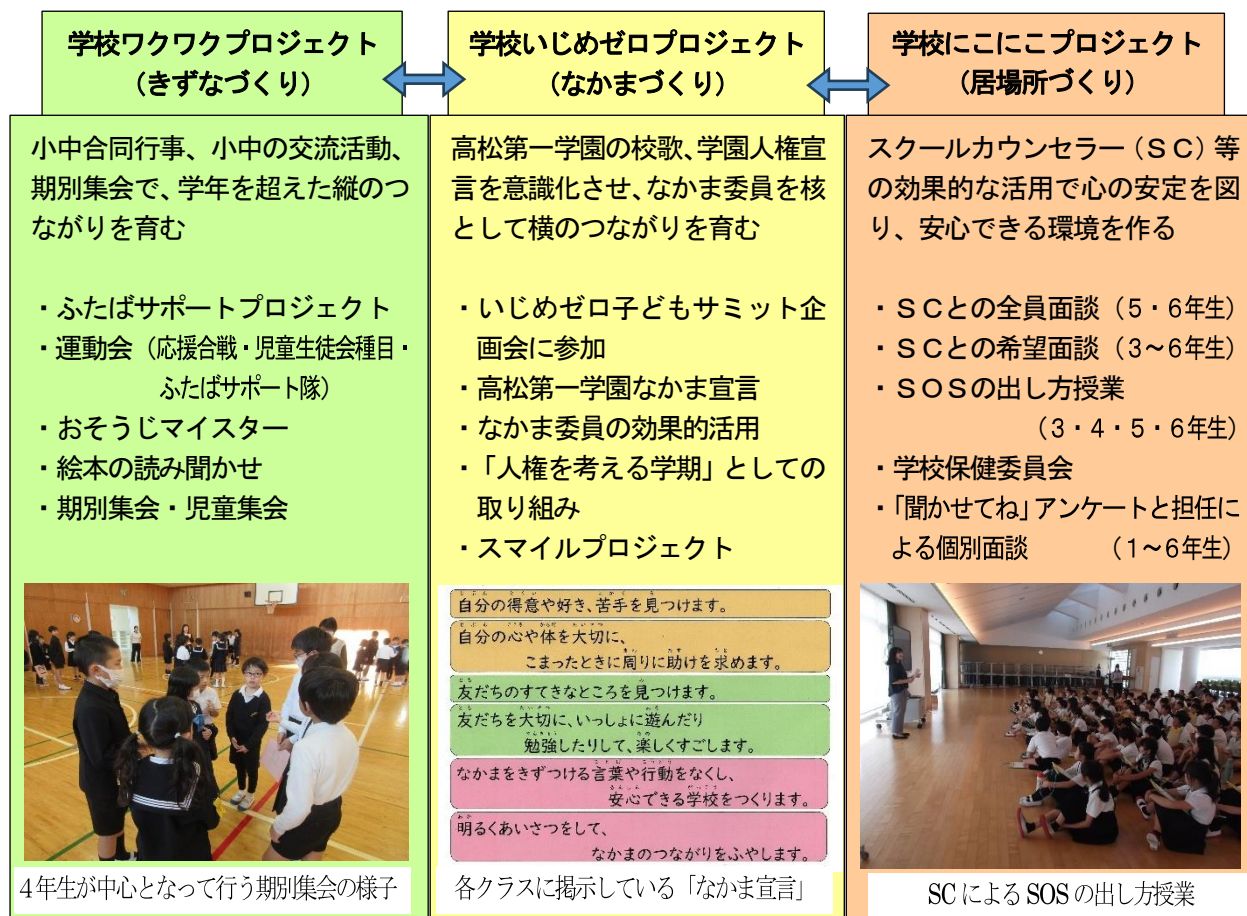 学校ワクワクプロジェクト
(きずなづくり)
小中合同行事、小中の交流活動、
期別集会で、学年を超えた縦のつ
ながりを育む
・ふたばサポートプロジェクト
・運動会（応援合戦・児童生徒会種目・
ふたばサポート隊）
・おそうじマイスター
・絵本の読み聞かせ
・期別集会・児童集会
4年生が中心となって行う期別集会の様子
学校いじめゼロプロジェクト
(なかまづくり)
高松第一学園の校歌、学園人権宣
言を意識化させ、なかま委員を核
として横のつながりを育む
・いじめゼロ子どもサミット企
画会に参加
・高松第一学園なかま宣言
・なかま委員の効果的活用
・「人権を考える学期」としての
取り組み
・スマイルプロジェクト
自分の得意や好き、苦手を見つけます。
自分の心や体を大切に、
こまったときに周りに助けを求めます。
友だちのすてきなところを見つけます。
友だちを大切に、いっしょに遊んだり
勉強したりして、楽しくすごします。
なかまをきずつける言葉や行動をなくし、
安心できる学校をつくります。
明るくあいさつをして、
なかまのつながりをふやします。
各クラスに掲示している「なかま宣言」
学校にこにこプロジェクト
(居場所づくり)
スクールカウンセラー（ＳＣ）等
の効果的な活用で心の安定を図
り、安心できる環境を作る
・ＳＣとの全員面談（5・6年生）
・ＳＣとの希望面談（3～6年生）
・ＳＯＳの出し方授業
（3・4・5・6年生）
・学校保健委員会
・「聞かせてね」アンケートと担任に
よる個別面談（1～6年生）
SCによるSOSの出し方授業